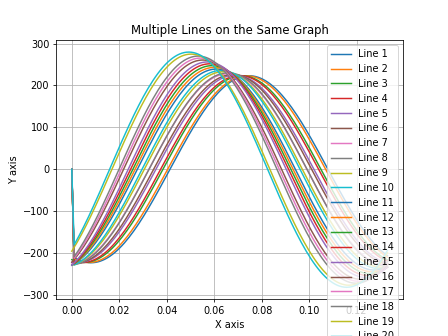 Multiple Lines on the Same Graph
300
200
100
0
−100
−200
−300
Y axis
0.00
0.02
0.04
0.06
0.08
0.10
X axis
Line 1
Line 2
Line 3
Line 4
Line 5
Line 6
Line 7
Line 8
Line 9
Line 10
Line 11
Line 12
Line 13
Line 14
Line 15
Line 16
Line 17
Line 18
Line 19
Line 20